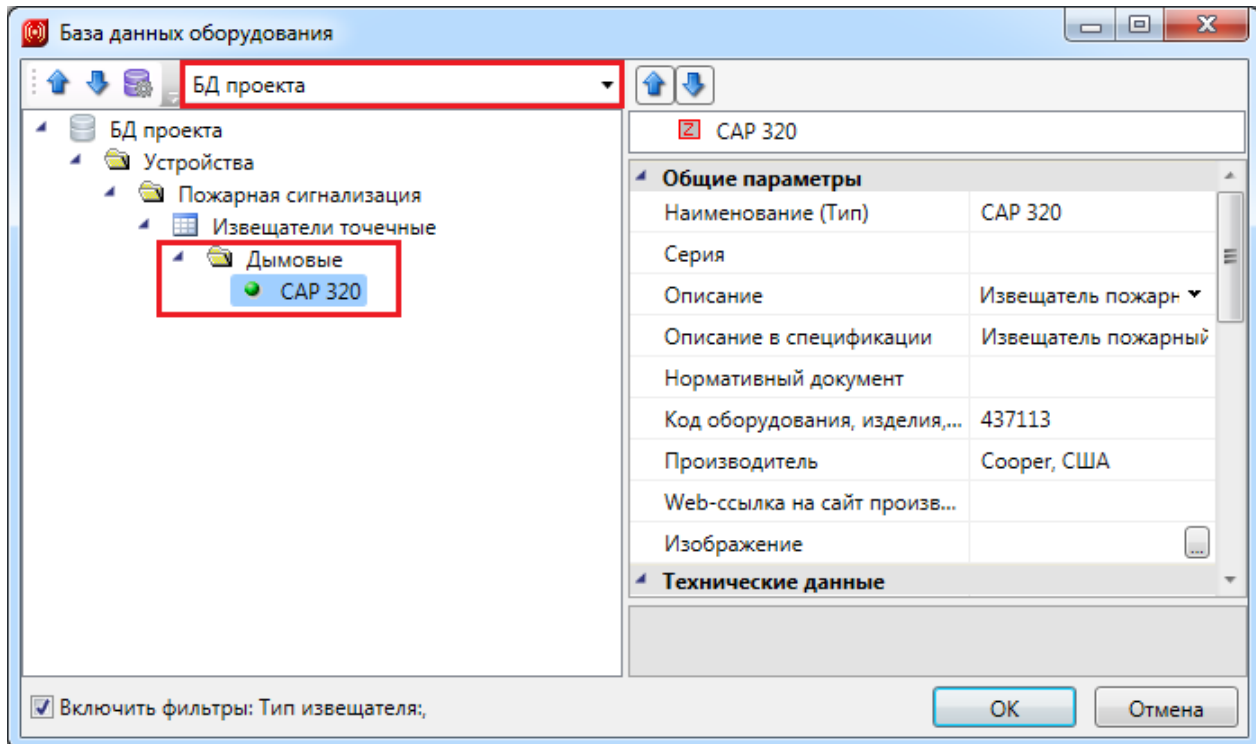 База данных оборудования
БД проекта
БД проекта
Устройства
Пожарная сигнализация
Извещатели точечные
Дымовые
CAP 320
CAP 320
Общие параметры
Наименование (Тип) CAP 320
Серия
Описание Извещатель пожарн
Описание в спецификации Извещатель пожарный
Нормативный документ
Код оборудования, изделия,... 437113
Производитель Cooper, США
Web-ссылка на сайт произв...
Изображение ...
Технические данные
Включить фильтры: Тип извещателя:,
OK Отмена